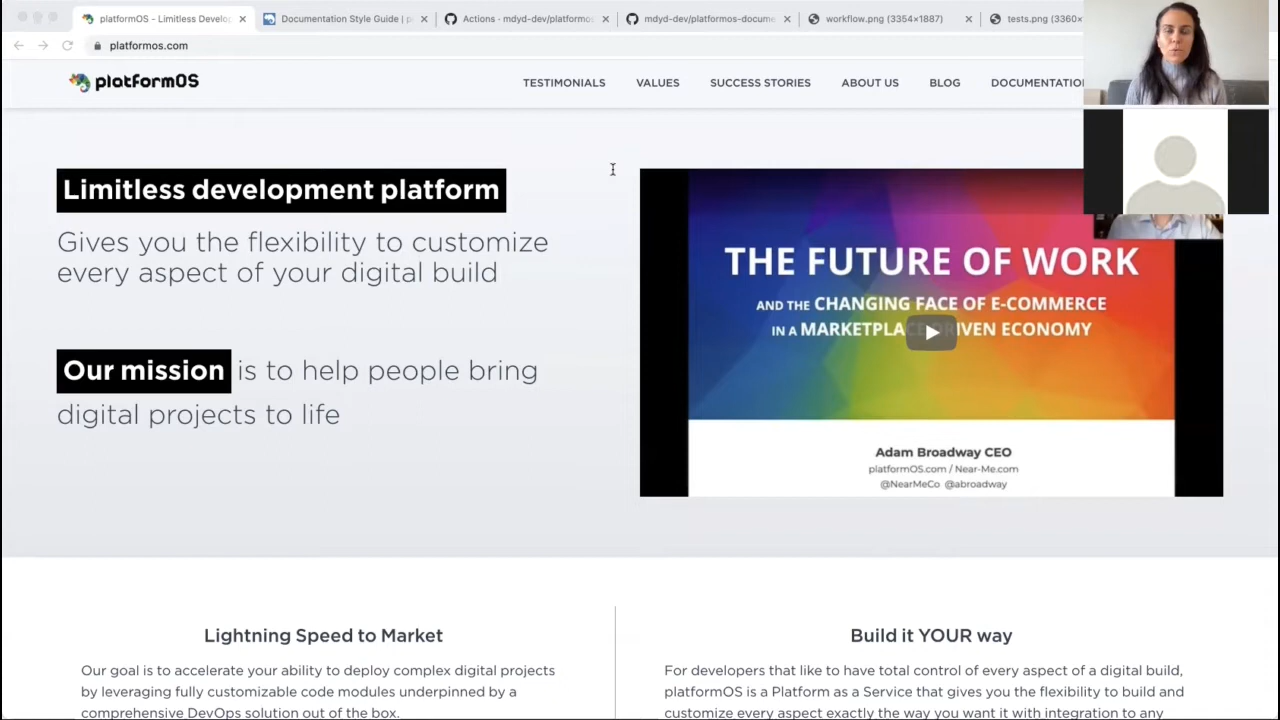 platformOS - Limitless Develo
Documentation Style Guide | p
Actions · mdyd-dev/platformos
mdyd-dev/platformos-docume
workflow.png (3354×1887)
tests.png (3360×
platformos.com
platformOS
TESTIMONIALS
VALUES
SUCCESS STORIES
ABOUT US
BLOG
DOCUMENTATIO
Limitless development platform
Gives you the flexibility to customize
every aspect of your digital build
Our mission is to help people bring
digital projects to life
THE FUTURE OF WORK
AND THE CHANGING FACE OF E-COMMERCE
IN A MARKETPLACE DRIVEN ECONOMY
Adam Broadway CEO
platformOS.com / Near-Me.com
@NearMeCo @abroadway
Lightning Speed to Market
Our goal is to accelerate your ability to deploy complex digital projects
by leveraging fully customizable code modules underpinned by a
comprehensive DevOps solution out of the box.
Build it YOUR way
For developers that like to have total control of every aspect of a digital build,
platformOS is a Platform as a Service that gives you the flexibility to build and
customize every aspect exactly the way you want it with integration to any